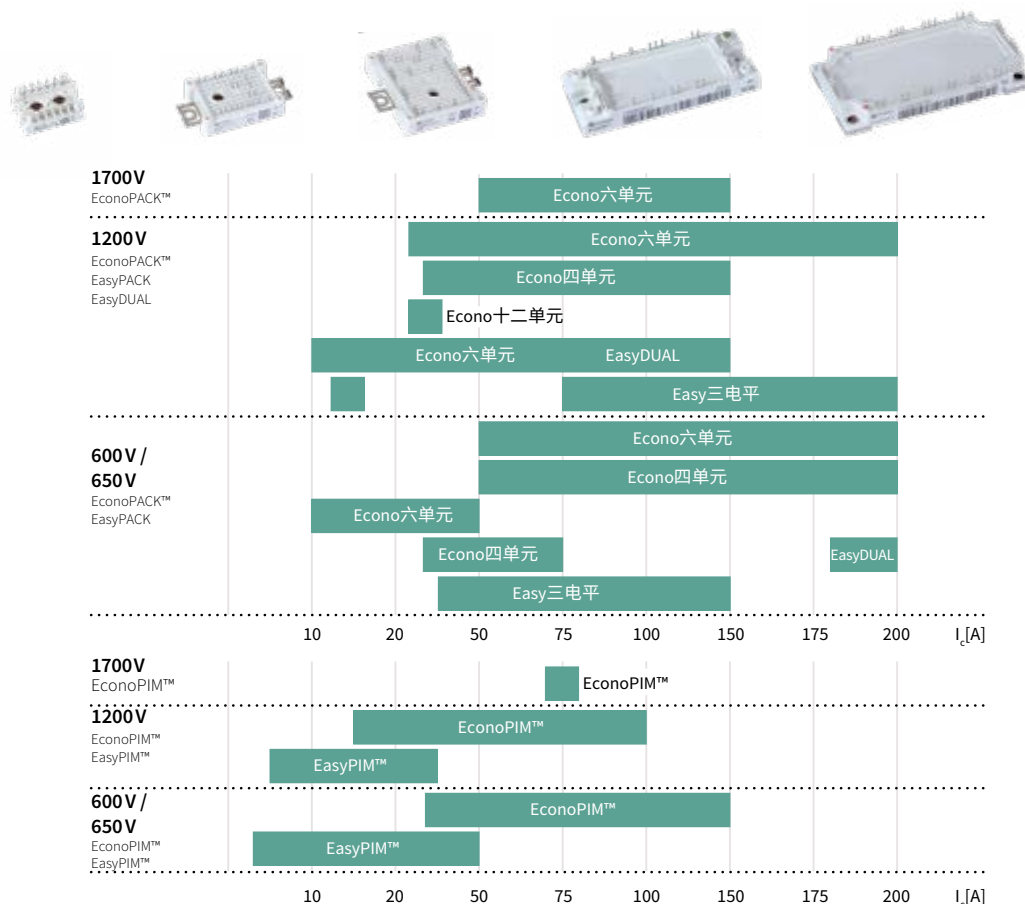 1700V
EconoPACK™
Econo六单元
1200V
EconoPACK™
EasyPACK
EasyDUAL
Econo六单元
Econo四单元
Econo十二单元
Econo六单元 EasyDUAL
Easy三电平
600V /
650V
EconoPACK™
EasyPACK
Econo六单元
Econo四单元
Econo六单元
Econo四单元 EasyDUAL
Easy三电平
10 20 50 75 100 150 175 200 Ic[A]
1700V
EconoPIM™
EconoPIM™
1200V
EconoPIM™
EasyPIM™
EconoPIM™
EasyPIM™
600V /
650V
EconoPIM™
EasyPIM™
EconoPIM™
EasyPIM™
10 20 50 75 100 150 175 200 Ic[A]